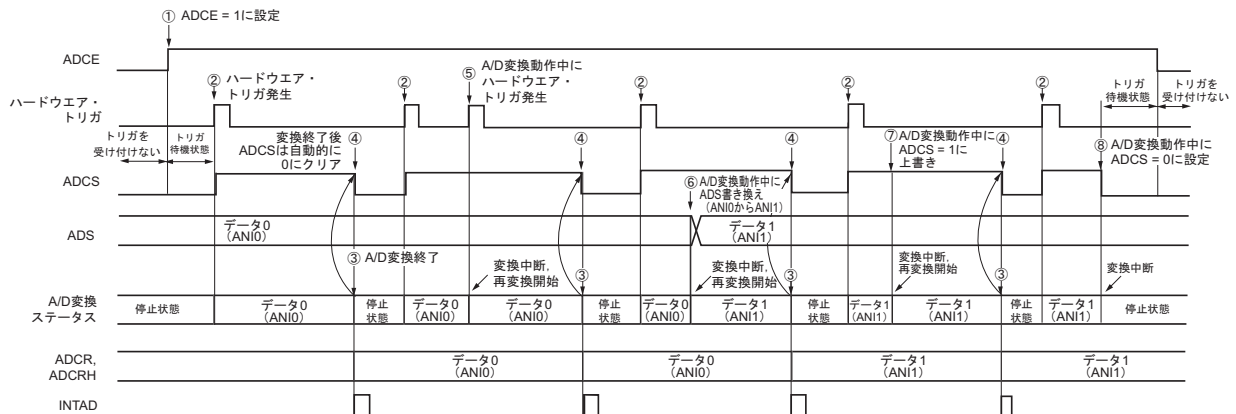 ① ADCE = 1に設定
ADCE
② ハードウエア・
トリガ発生
②
⑤ A/D変換動作中に
ハードウエア・
トリガ発生
②
②
②
トリガ
待機状態
トリガを
受け付けない
ハードウエア・
トリガ
トリガを
受け付けない
トリガ
待機状態
変換終了後
ADCSは自動的に
0にクリア
④
④
④
⑦ A/D変換動作中に
ADCS = 1に
上書き
④
⑧ A/D変換動作中に
ADCS = 0に設定
ADCS
⑥ A/D変換動作中に
ADS書き換え
(ANI0からANI1)
ADS
データ0
(ANI0)
データ1
(ANI1)
③ A/D変換終了
変換中断,
再変換開始
③
変換中断,
再変換開始
③
変換中断,
再変換開始
③
変換中断
A/D変換
ステータス
停止状態
データ0
(ANI0)
停止
状態
データ0
(ANI0)
データ0
(ANI0)
停止
状態
データ0
(ANI0)
データ1
(ANI1)
停止
状態
データ1
(ANI1)
データ1
(ANI1)
停止
状態
データ1
(ANI1)
停止状態
ADCR,
ADCRH
データ0
(ANI0)
データ0
(ANI0)
データ1
(ANI1)
データ1
(ANI1)
INTAD